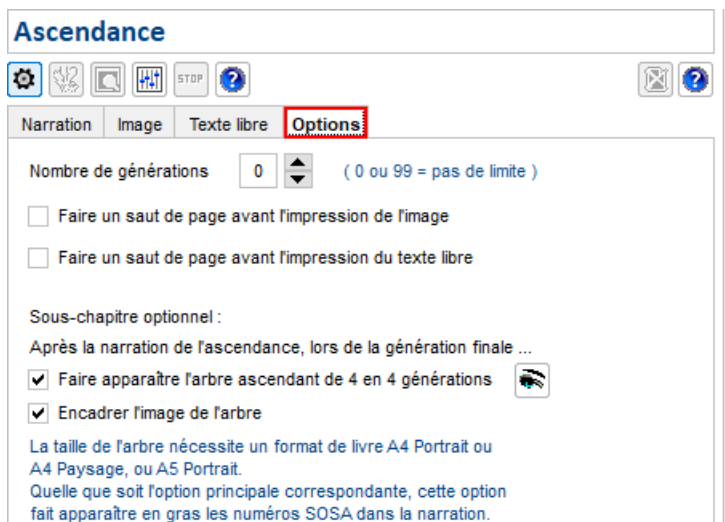 Ascendance
STOP
Narration Image Texte libre Options
Nombre de générations 0 ( 0 ou 99 = pas de limite )
Faire un saut de page avant l'impression de l'image
Faire un saut de page avant l'impression du texte libre
Sous-chapitre optionnel :
Après la narration de l'ascendance, lors de la génération finale ...
Faire apparaître l'arbre ascendant de 4 en 4 générations
Encadrer l'image de l'arbre
La taille de l'arbre nécessite un format de livre A4 Portrait ou
A4 Paysage, ou A5 Portrait.
Quelle que soit l'option principale correspondante, cette option
fait apparaître en gras les numéros SOSA dans la narration.